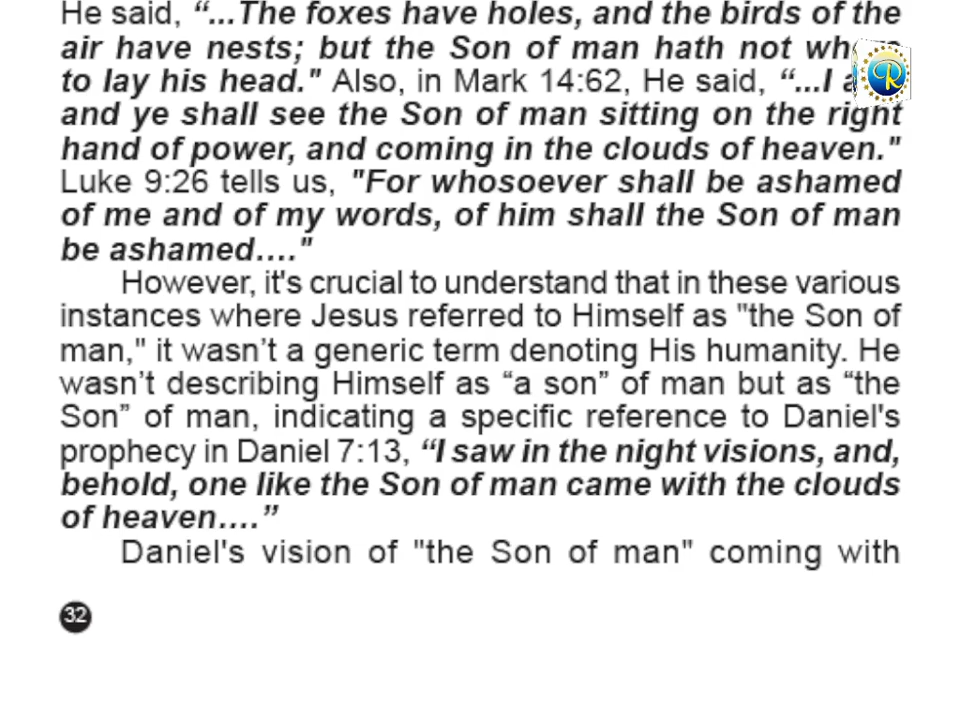 He said, “...The foxes have holes, and the birds of the
air have nests; but the Son of man hath not
to lay his head." Also, in Mark 14:62, He said, “...I
and ye shall see the Son of man sitting on the right
hand of power, and coming in the clouds of heaven."
Luke 9:26 tells us, "For whosoever shall be ashamed
of me and of my words, of him shall the Son of man
be ashamed...."
However, it's crucial to understand that in these various
instances where Jesus referred to Himself as "the Son of
man," it wasn’t a generic term denoting His humanity. He
wasn’t describing Himself as “a son” of man but as “the
Son” of man, indicating a specific reference to Daniel's
prophecy in Daniel 7:13, “I saw in the night visions, and,
behold, one like the Son of man came with the clouds
of heaven....”
Daniel's vision of "the Son of man" coming with
32
R